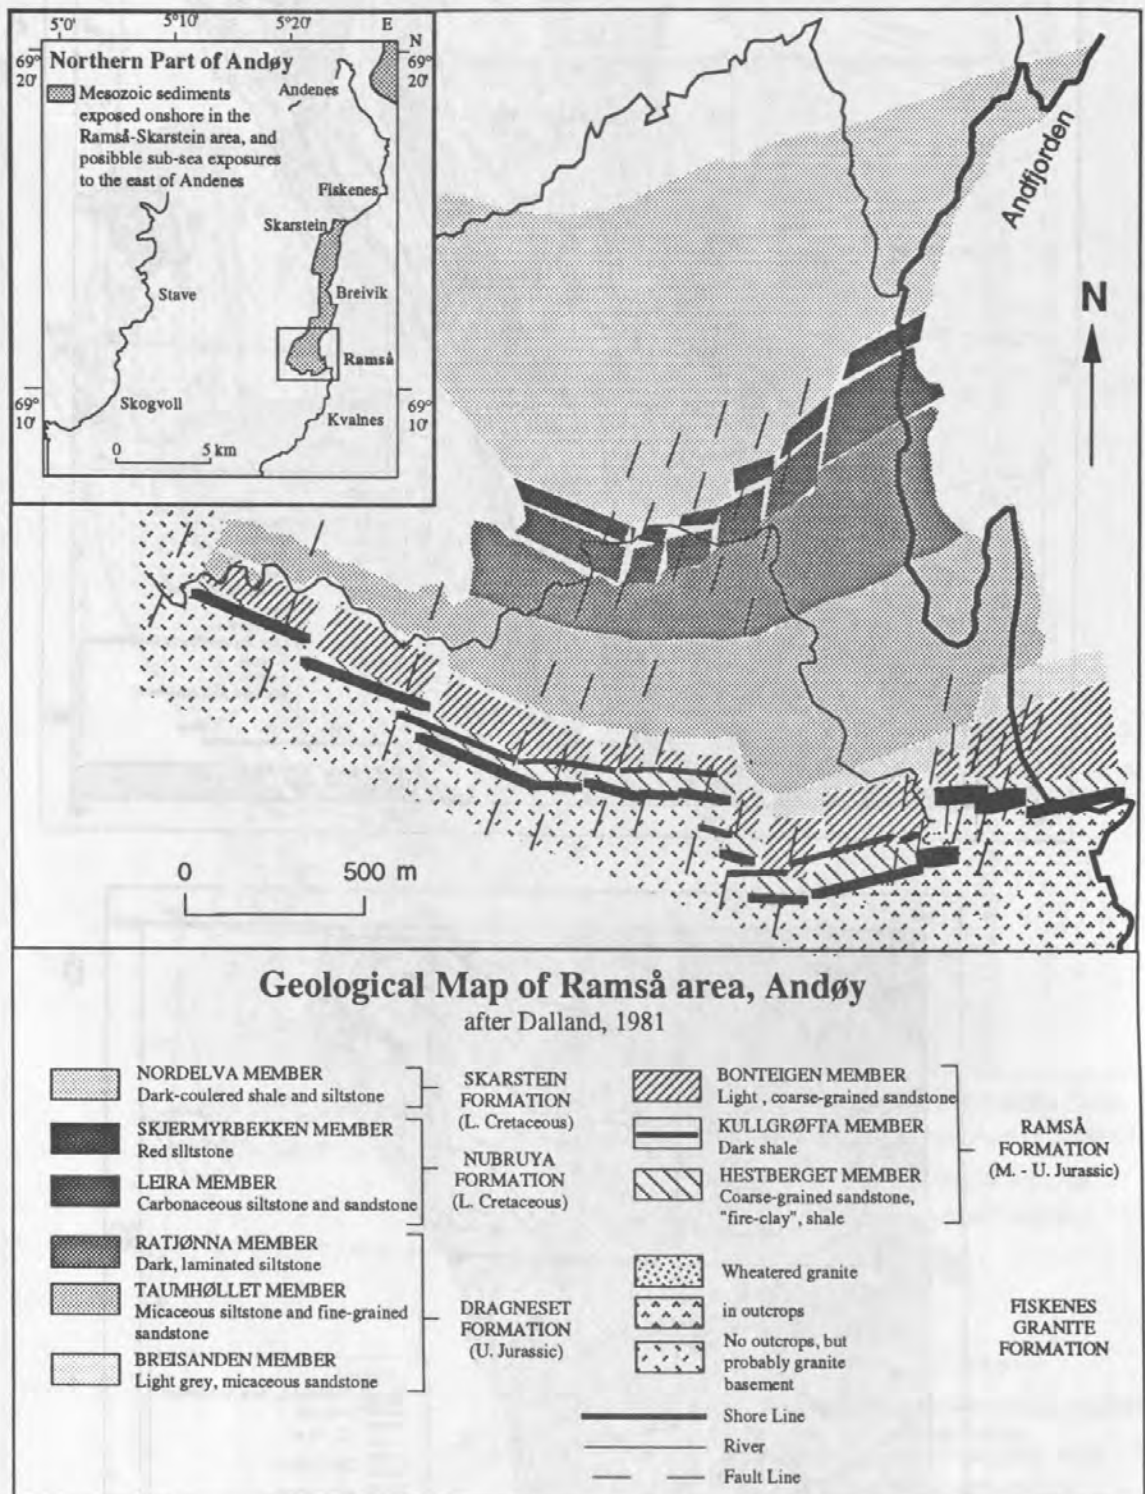 5°0'
5°10'
5°20'
E
N
69°
20'
69°
20'
Northern Part of Andøy
Mesozoic sediments
exposed onshore in the
Ramså-Skarstein area, and
posibble sub-sea exposures
to the east of Andenes
Andenes
Fiskenes
Skarstein
Stave
Breivik
Ramså
Skogvoll
Kvalnes
69°
10'
69°
10'
0 5 km
Andfjorden
N
0 500 m
Geological Map of Ramså area, Andøy
after Dalland, 1981
NORDELVA MEMBER
Dark-coulered shale and siltstone
SKARSTEIN
FORMATION
(L. Cretaceous)
SKJERMYRBEKKEN MEMBER
Red siltstone
LEIRA MEMBER
Carbonaceous siltstone and sandstone
NUBRUYA
FORMATION
(L. Cretaceous)
RATJØNNA MEMBER
Dark, laminated siltstone
TAUMHØLLET MEMBER
Micaceous siltstone and fine-grained
sandstone
BREISANDEN MEMBER
Light grey, micaceous sandstone
DRAGNESET
FORMATION
(U. Jurassic)
BONTEIGEN MEMBER
Light , coarse-grained sandstone
KULLGRØFTA MEMBER
Dark shale
HESTBERGET MEMBER
Coarse-grained sandstone,
"fire-clay", shale
RAMSÅ
FORMATION
(M. - U. Jurassic)
Wheatered granite
in outcrops
No outcrops, but
probably granite
basement
FISKENES
GRANITE
FORMATION
Shore Line
River
Fault Line